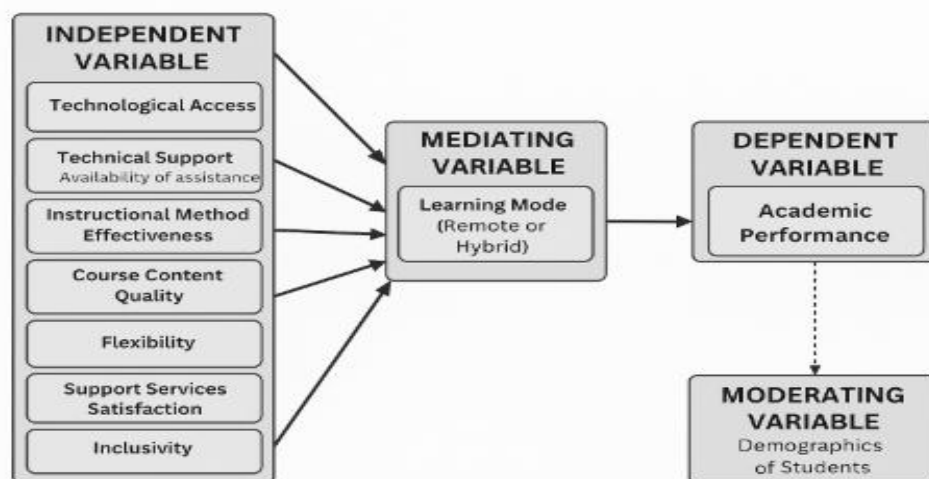 INDEPENDENT
VARIABLE
Technological Access
Technical Support
Availability of assistance
Instructional Method
Effectiveness
Course Content
Quality
Flexibility
Support Services
Satisfaction
Inclusivity
MEDIATING
VARIABLE
Learning Mode
(Remote or
Hybrid)
DEPENDENT
VARIABLE
Academic
Performance
MODERATING
VARIABLE
Demographics
of Students